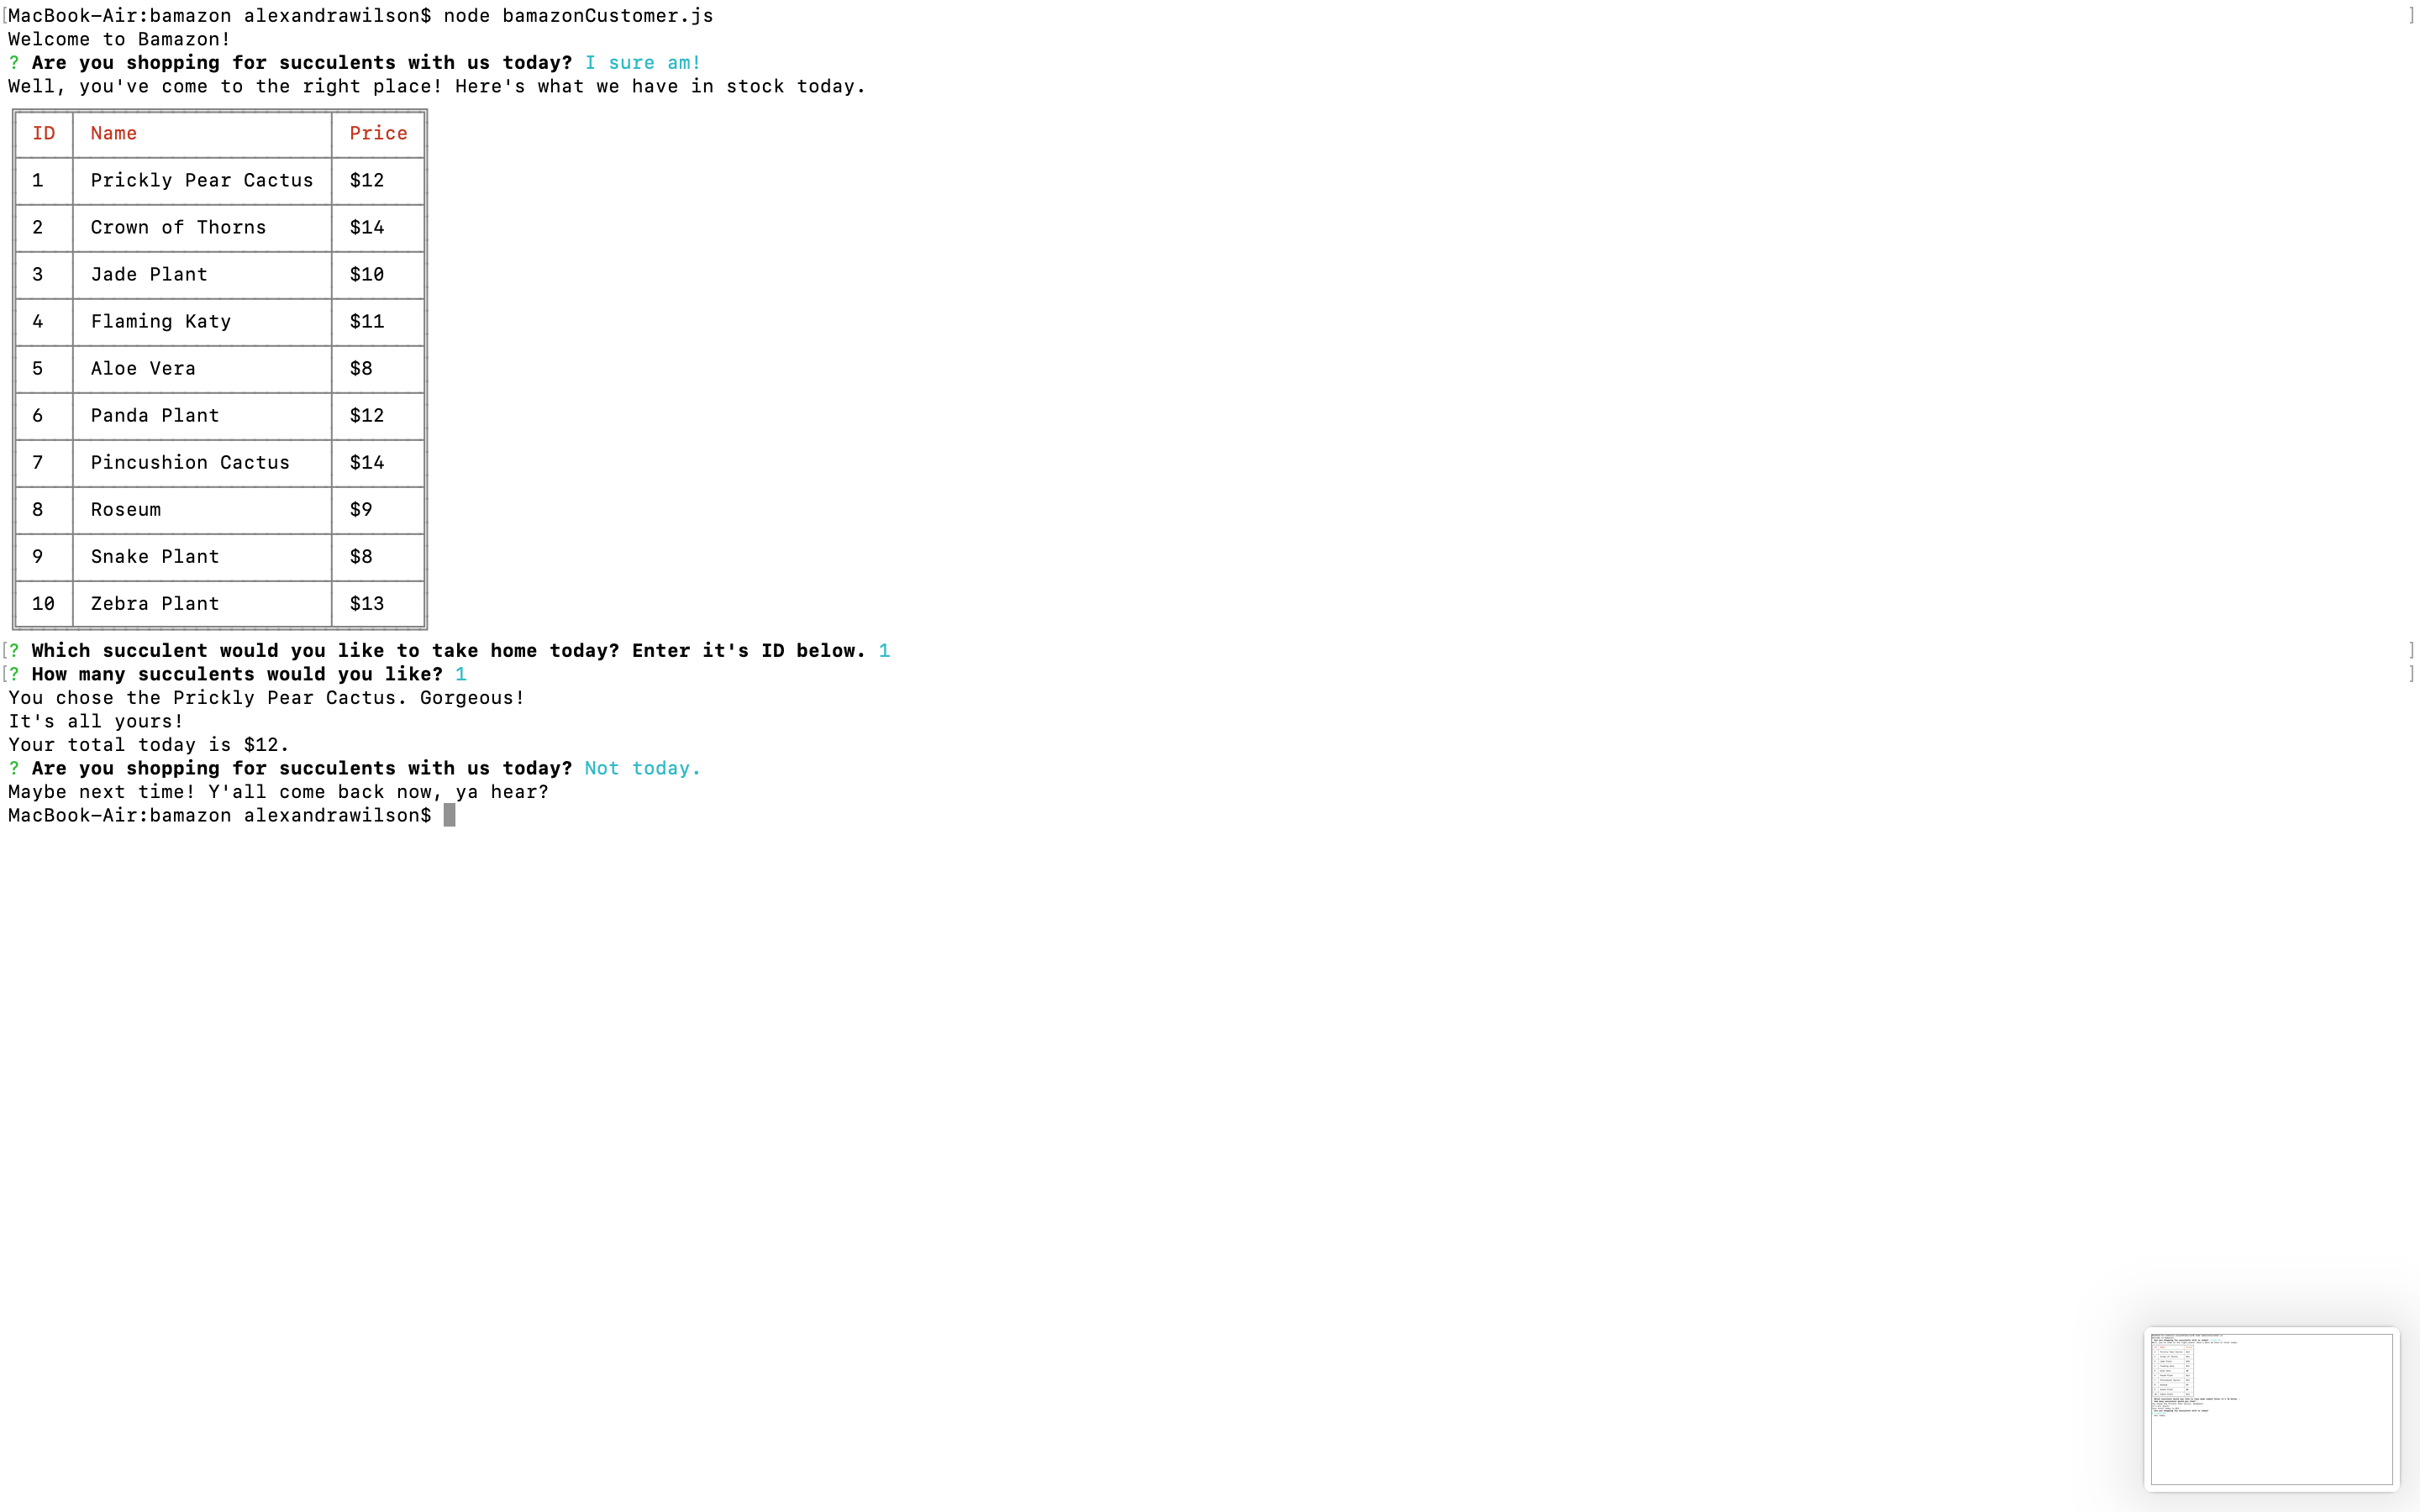 [MacBook-Air:bamazon alexandrawilson$ node bamazonCustomer.js ]
Welcome to Bamazon!
? Are you shopping for succulents with us today? I sure am!
Well, you've come to the right place! Here's what we have in stock today.
ID Name Price
1 Prickly Pear Cactus $12
2 Crown of Thorns $14
3 Jade Plant $10
4 Flaming Katy $11
5 Aloe Vera $8
6 Panda Plant $12
7 Pincushion Cactus $14
8 Roseum $9
9 Snake Plant $8
10 Zebra Plant $13
[? Which succulent would you like to take home today? Enter it's ID below. 1 ]
[? How many succulents would you like? 1 ]
You chose the Prickly Pear Cactus. Gorgeous!
It's all yours!
Your total today is $12.
? Are you shopping for succulents with us today? Not today.
Maybe next time! Y'all come back now, ya hear?
MacBook-Air:bamazon alexandrawilson$